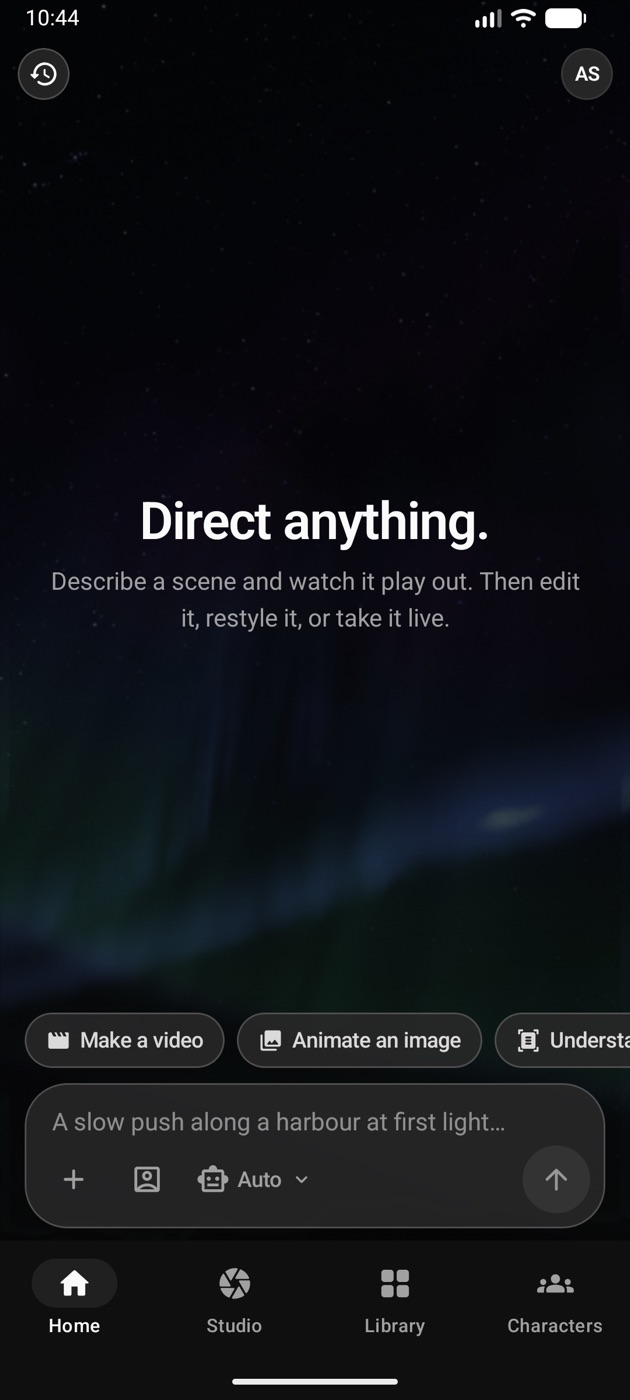 10:44
AS
Direct anything.
Describe a scene and watch it play out. Then edit
it, restyle it, or take it live.
Make a video
Animate an image
Understa
A slow push along a harbour at first light…
Auto
Home
Studio
Library
Characters